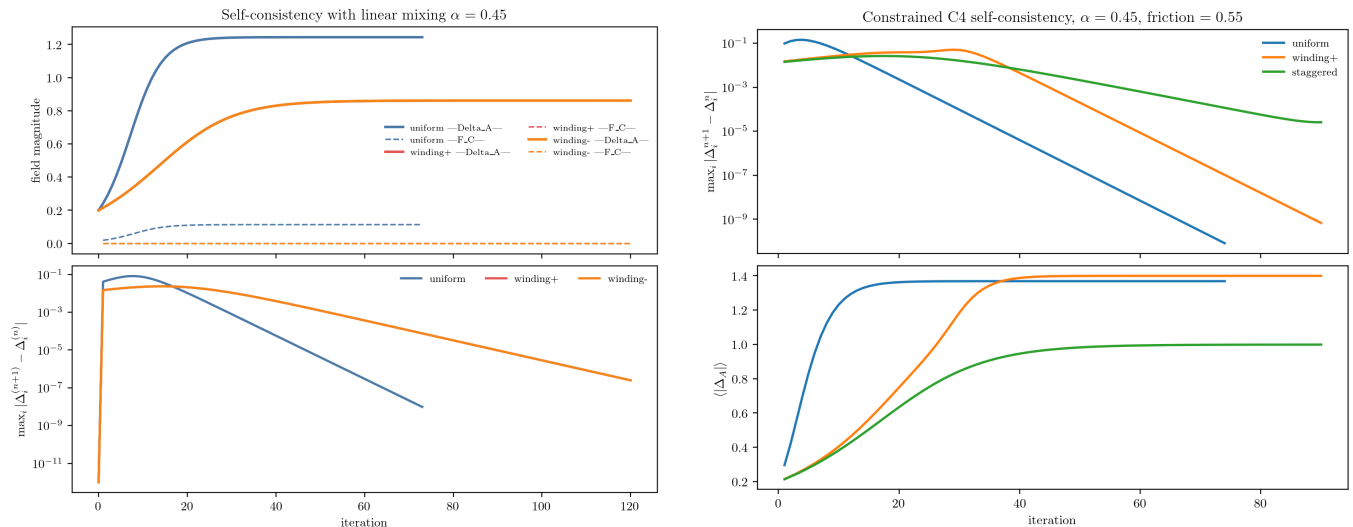 Self-consistency with linear mixing α = 0.45
field magnitude
1.2
1.0
0.8
0.6
0.4
0.2
0.0
uniform —Delta_A—
uniform —F_C—
winding+ —Delta_A—
winding+ —F_C—
winding- —Delta_A—
winding- —F_C—
max_i |Δ_i^(n+1) − Δ_i^(n)|
10^−1
10^−3
10^−5
10^−7
10^−9
10^−11
uniform
winding+
winding-
0 20 40 60 80 100 120
iteration
Constrained C4 self-consistency, α = 0.45, friction = 0.55
max_i |Δ_i^n+1 − Δ_i^n|
10^−1
10^−3
10^−5
10^−7
10^−9
uniform
winding+
staggered
⟨|Δ_A|⟩
1.4
1.2
1.0
0.8
0.6
0.4
0.2
0 20 40 60 80
iteration